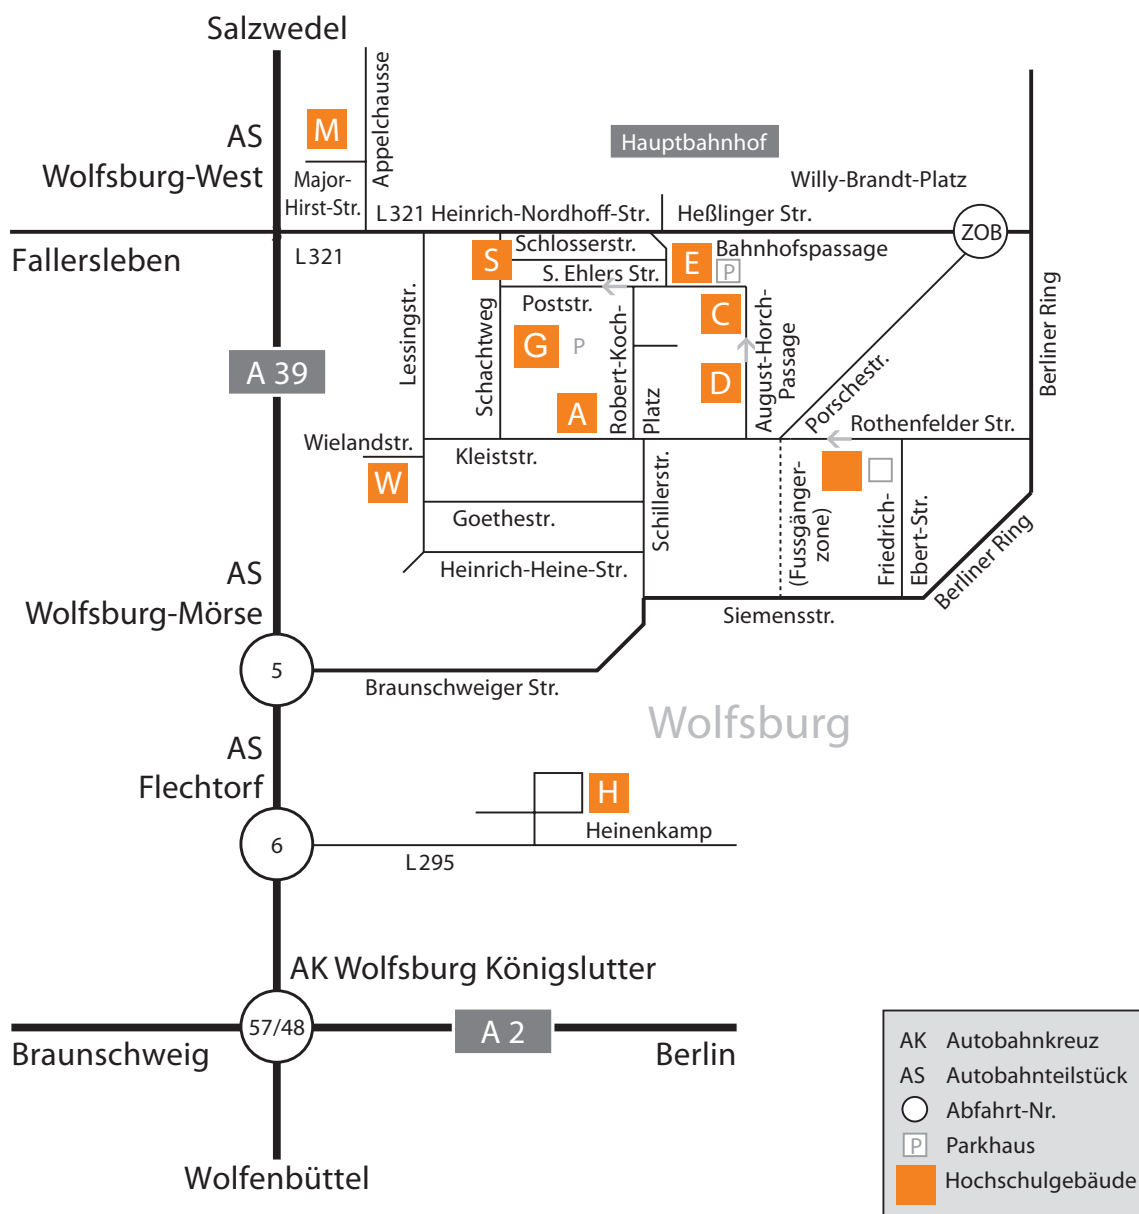 Salzwedel
AS
Wolfsburg-West
M
Major-
Hirst-Str.
Appelchausse
Hauptbahnhof
Willy-Brandt-Platz
L321 Heinrich-Nordhoff-Str.
Heßlinger Str.
ZOB
Fallersleben
L321
S
Schlosserstr.
S. Ehlers Str.
E
Bahnhofspassage
P
Lessingstr.
Schachtweg
Poststr.
G
P
A
Robert-Koch-
Platz
C
D
August-Horch-
Passage
Porschestr.
Berliner Ring
Rothenfelder Str.
A 39
Wielandstr.
W
Kleiststr.
Goethestr.
Heinrich-Heine-Str.
Schillerstr.
(Fussgänger-
zone)
Friedrich-
Ebert-Str.
Berliner Ring
Siemensstr.
AS
Wolfsburg-Mörse
5
Braunschweiger Str.
Wolfsburg
AS
Flechtorf
6
H
Heinenkamp
L295
AK Wolfsburg Königslutter
57/48
Braunschweig
A 2
Berlin
Wolfenbüttel
AK Autobahnkreuz
AS Autobahnteilstück
Abfahrt-Nr.
P Parkhaus
Hochschulgebäude